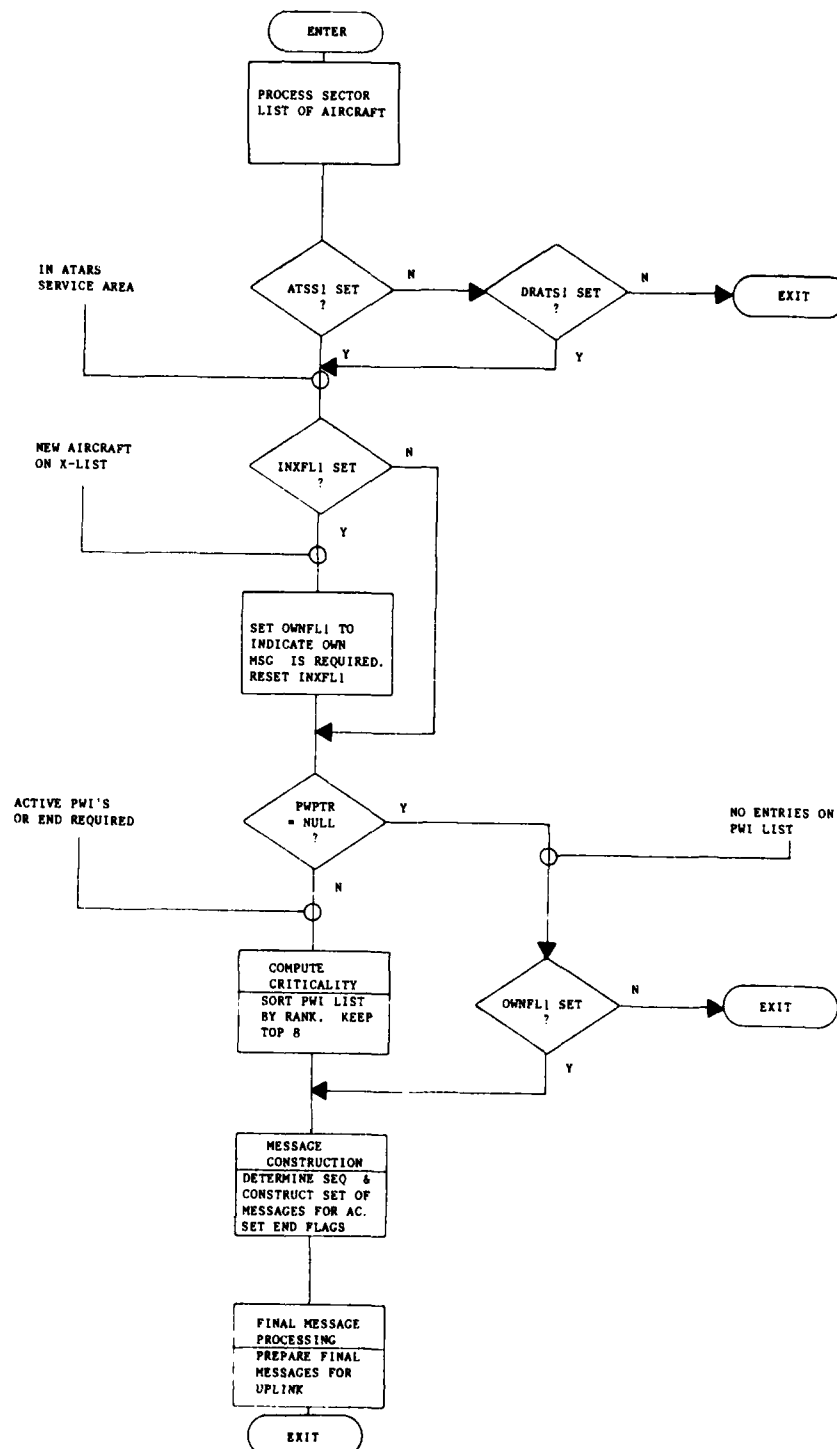 ENTER
PROCESS SECTOR
LIST OF AIRCRAFT
IN ATARS
SERVICE AREA
ATSS1 SET
?
N
DRATS1 SET
?
N
EXIT
Y
Y
NEW AIRCRAFT
ON X-LIST
INXFL1 SET
?
N
Y
SET OWNFL1 TO
INDICATE OWN
MSG IS REQUIRED.
RESET INXFL1
ACTIVE PWI'S
OR END REQUIRED
PWPTR
= NULL
?
Y
NO ENTRIES ON
PWI LIST
N
COMPUTE
CRITICALITY
SORT PWI LIST
BY RANK. KEEP
TOP 8
OWNFL1 SET
?
N
EXIT
Y
MESSAGE
CONSTRUCTION
DETERMINE SEQ &
CONSTRUCT SET OF
MESSAGES FOR AC.
SET END FLAGS
FINAL MESSAGE
PROCESSING
PREPARE FINAL
MESSAGES FOR
UPLINK
EXIT